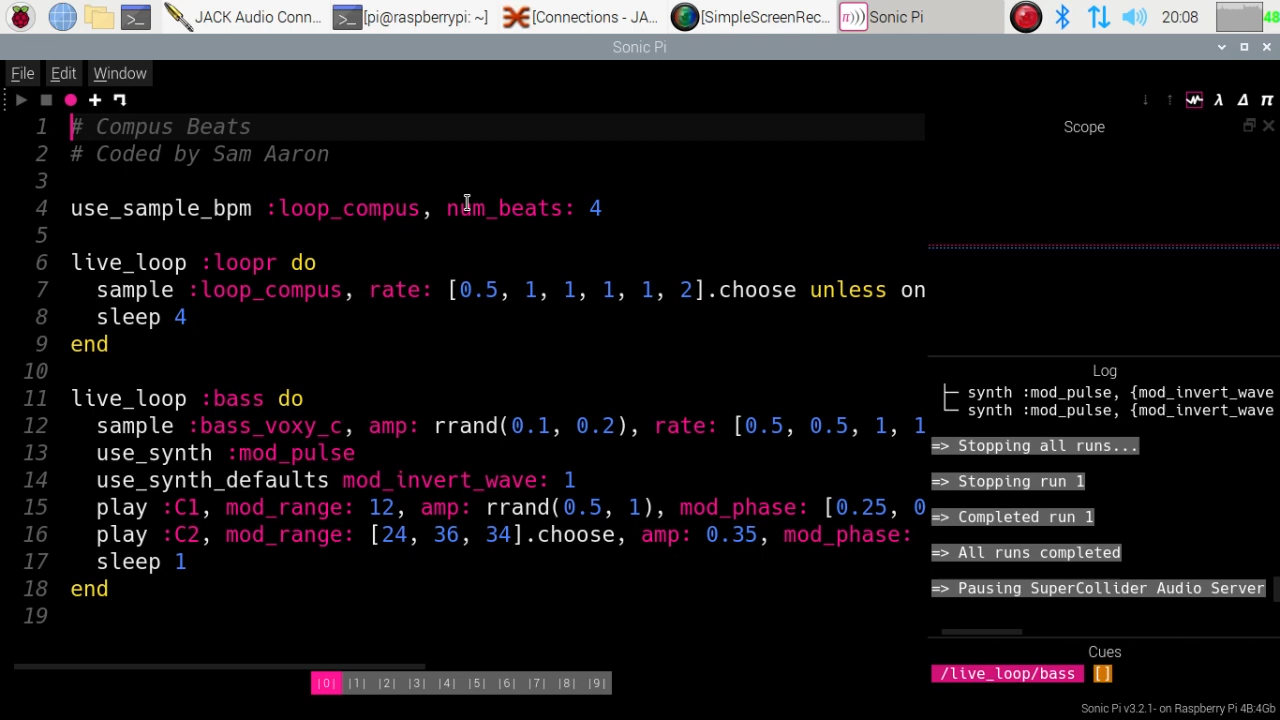 JACK Audio Conn...
[pi@raspberrypi: ~]
[Connections - JA...
[SimpleScreenRec...
π))) Sonic Pi
20:08
48
Sonic Pi
File Edit Window
↓ ↑ λ Δ π
1 # Compus Beats
2 # Coded by Sam Aaron
3
4 use_sample_bpm :loop_compus, num_beats: 4
5
6 live_loop :loopr do
7 sample :loop_compus, rate: [0.5, 1, 1, 1, 1, 2].choose unless on
8 sleep 4
9 end
10
11 live_loop :bass do
12 sample :bass_voxy_c, amp: rrand(0.1, 0.2), rate: [0.5, 0.5, 1, 1
13 use_synth :mod_pulse
14 use_synth_defaults mod_invert_wave: 1
15 play :C1, mod_range: 12, amp: rrand(0.5, 1), mod_phase: [0.25, 0
16 play :C2, mod_range: [24, 36, 34].choose, amp: 0.35, mod_phase:
17 sleep 1
18 end
19
|0| |1| |2| |3| |4| |5| |6| |7| |8| |9|
Scope
Log
├─ synth :mod_pulse, {mod_invert_wave
└─ synth :mod_pulse, {mod_invert_wave
=> Stopping all runs...
=> Stopping run 1
=> Completed run 1
=> All runs completed
=> Pausing SuperCollider Audio Server
Cues
/live_loop/bass []
Sonic Pi v3.2.1- on Raspberry Pi 4B:4Gb